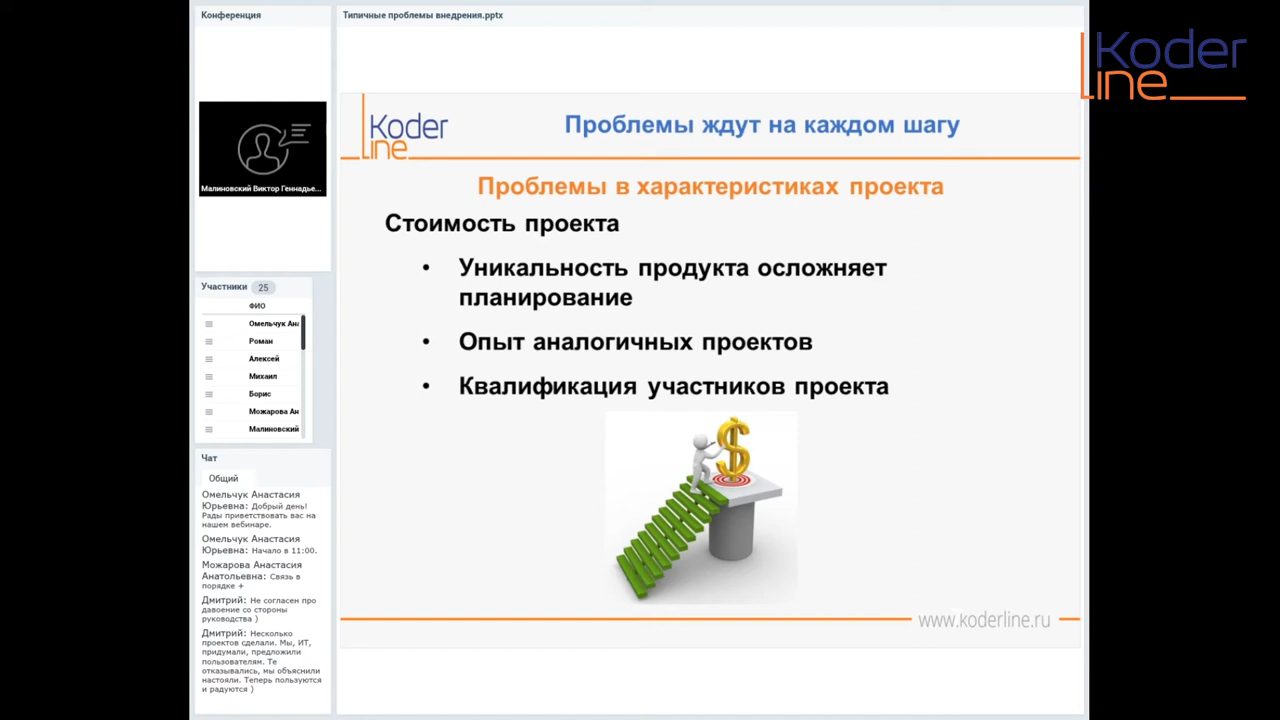 Конференция
Типичные проблемы внедрения.pptx
Koder
line
Малиновский Виктор Геннадье...
Участники 25
ФИО
Омельчук Ана
Роман
Алексей
Михаил
Борис
Можарова Ан
Малиновский
Чат
Общий
Омельчук Анастасия
Юрьевна: Добрый день!
Рады приветствовать вас на
нашем вебинаре.
Омельчук Анастасия
Юрьевна: Начало в 11:00.
Можарова Анастасия
Анатольевна: Связь в
порядке +
Дмитрий: Не согласен про
давоение со стороны
руководства )
Дмитрий: Несколько
проектов сделали. Мы, ИТ,
придумали, предложили
пользователям. Те
отказывались, мы объяснили
настояли. Теперь пользуются
и радуются )
Koder
line
Проблемы ждут на каждом шагу
Проблемы в характеристиках проекта
Стоимость проекта
• Уникальность продукта осложняет
планирование
• Опыт аналогичных проектов
• Квалификация участников проекта
$
www.koderline.ru